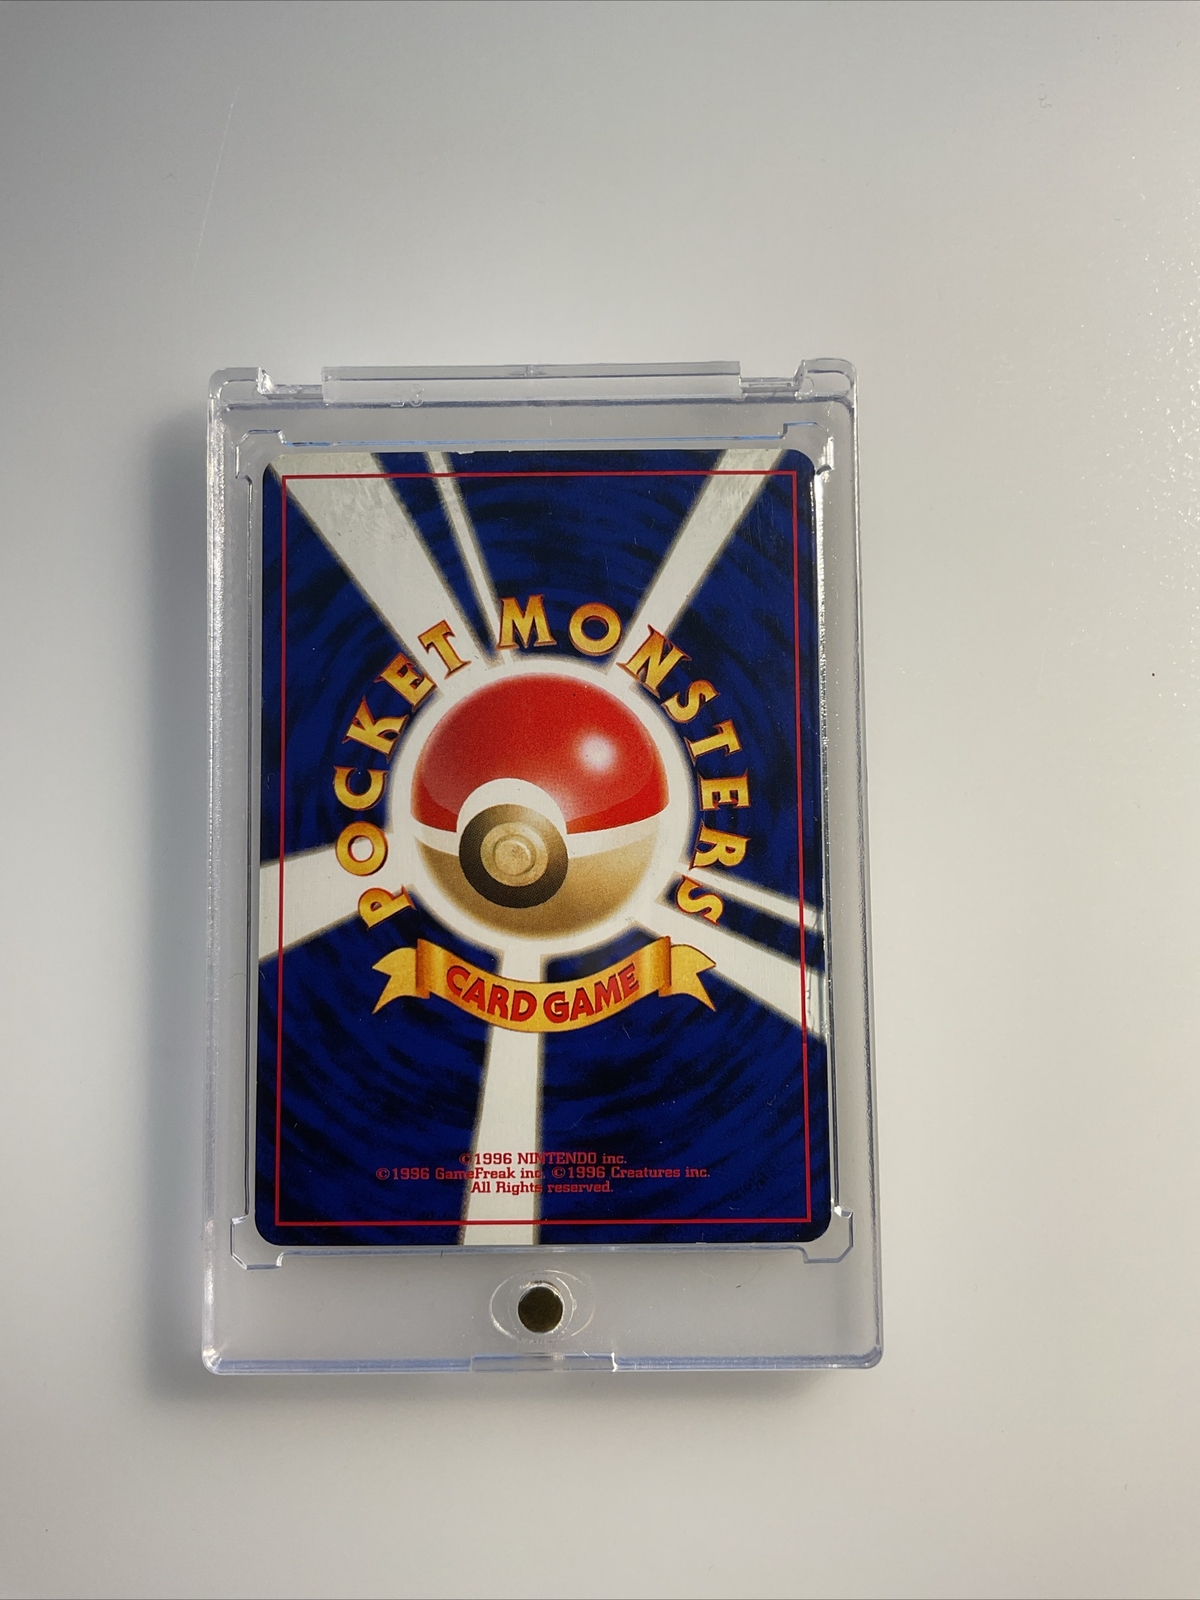 POCKET MONSTERS
CARD GAME
©1996 NINTENDO inc.
©1996 GameFreak inc. ©1996 Creatures inc.
All Rights reserved.